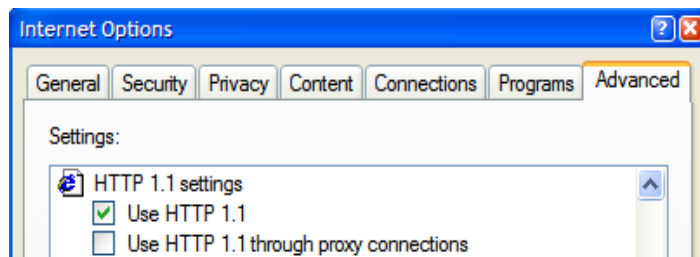 Internet Options
General Security Privacy Content Connections Programs Advanced
Settings:
HTTP 1.1 settings
Use HTTP 1.1
Use HTTP 1.1 through proxy connections